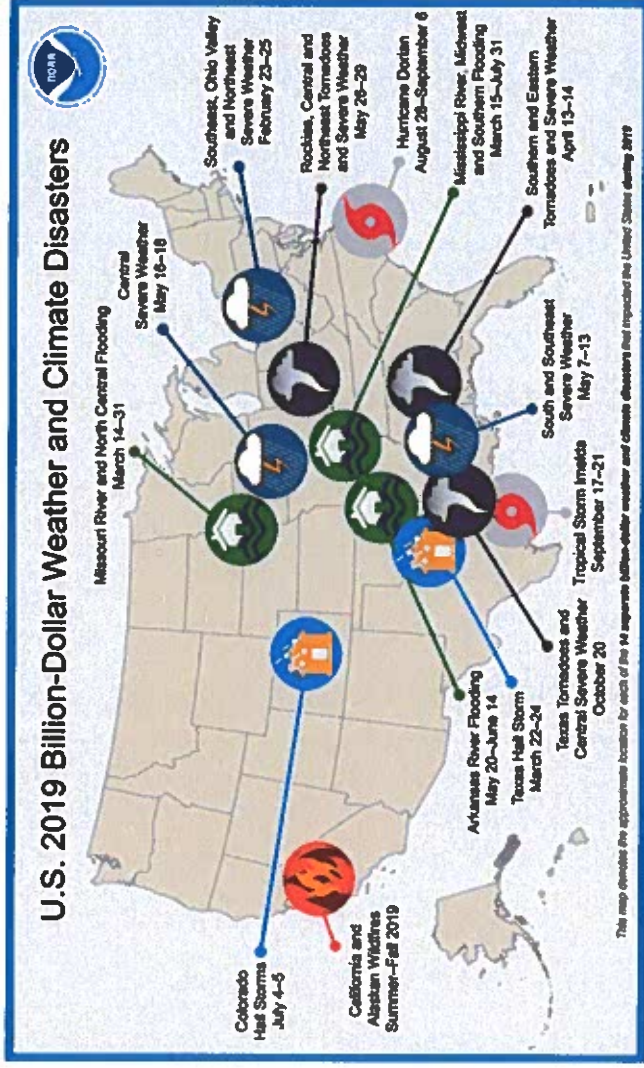 U.S. 2019 Billion-Dollar Weather and Climate Disasters
NOAA
Missouri River and North Central Flooding
March 14–31
Central
Severe Weather
May 16–18
Southeast, Ohio Valley
and Northeast
Severe Weather
February 23–25
Rockies, Central and
Northeast Tornadoes
and Severe Weather
May 26–29
Hurricane Dorian
August 28–September 6
Mississippi River, Midwest
and Southern Flooding
March 15–July 31
Southern and Eastern
Tornadoes and Severe Weather
April 13–14
South and Southeast
Severe Weather
May 7–13
Tropical Storm Imelda
September 17–21
Texas Tornadoes and
Central Severe Weather
October 20
Texas Hail Storm
March 22–24
Arkansas River Flooding
May 20–June 14
Colorado
Hail Storms
July 4–5
California and
Alaskan Wildfires
Summer–Fall 2019
This map denotes the approximate location for each of the 14 separate billion-dollar weather and climate disasters that impacted the United States during 2019